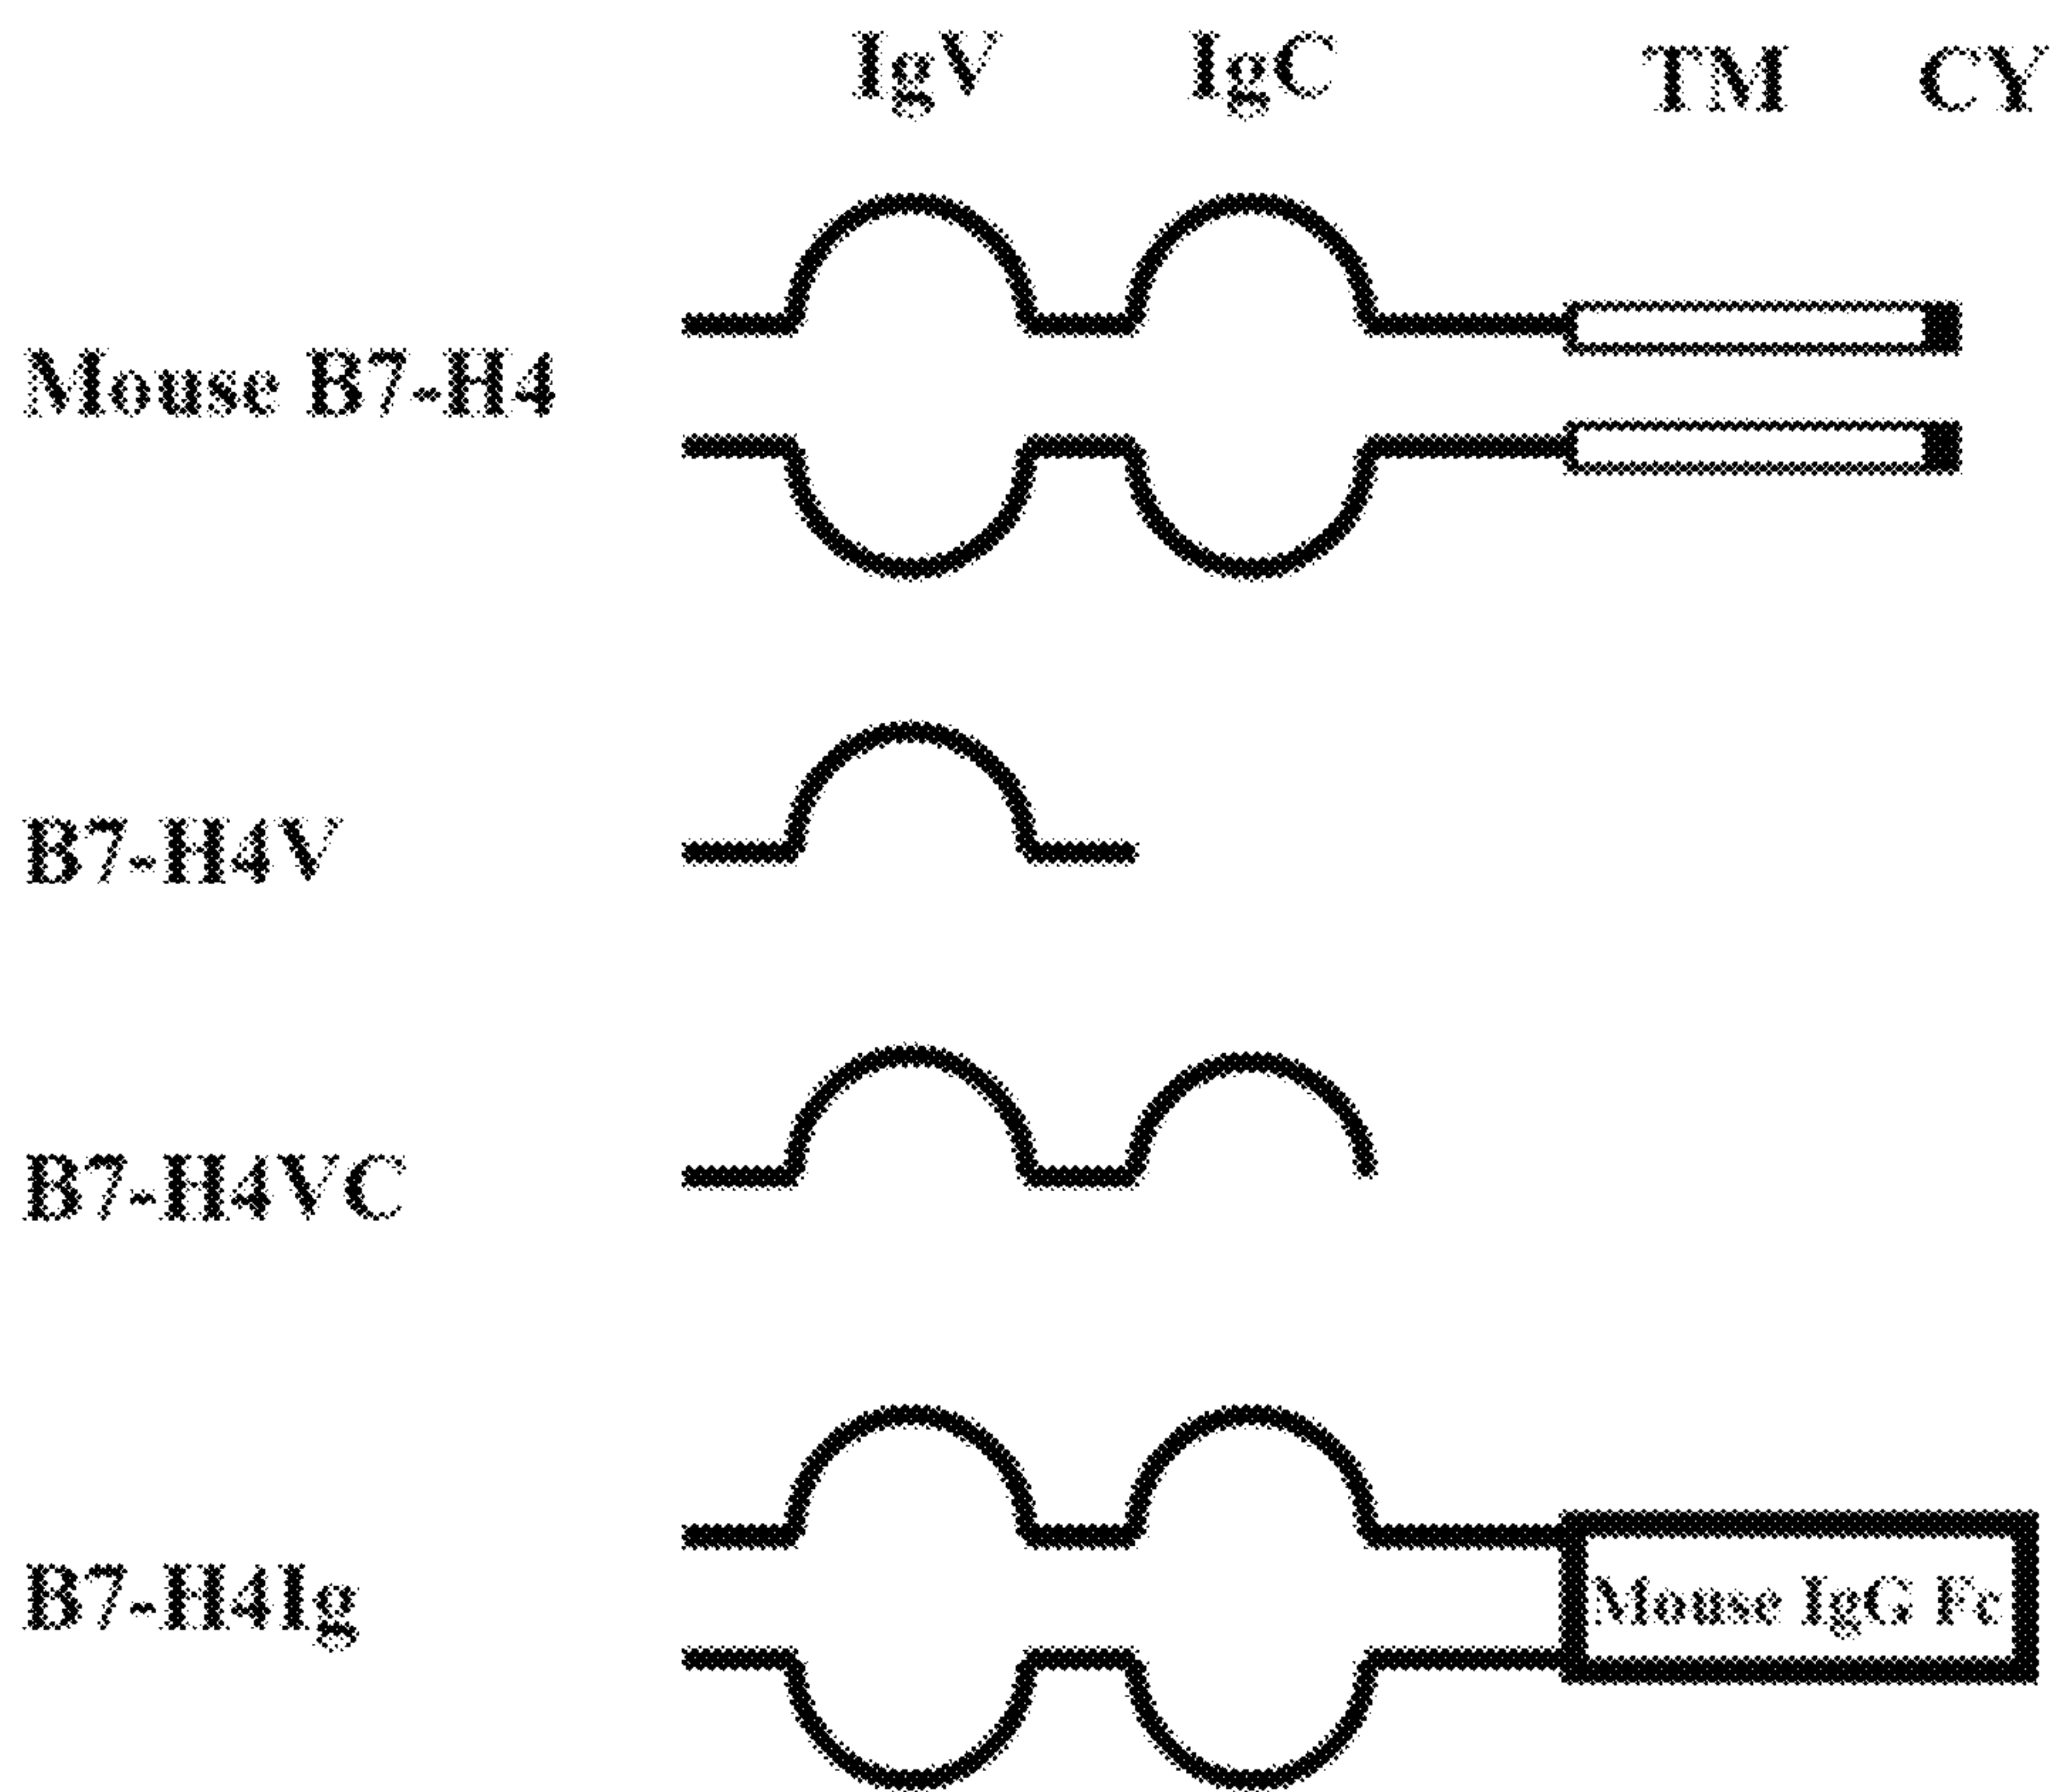 IgV IgC TM CY
Mouse B7-H4
B7-H4V
B7-H4VC
B7-H4Ig
Mouse IgG Fc